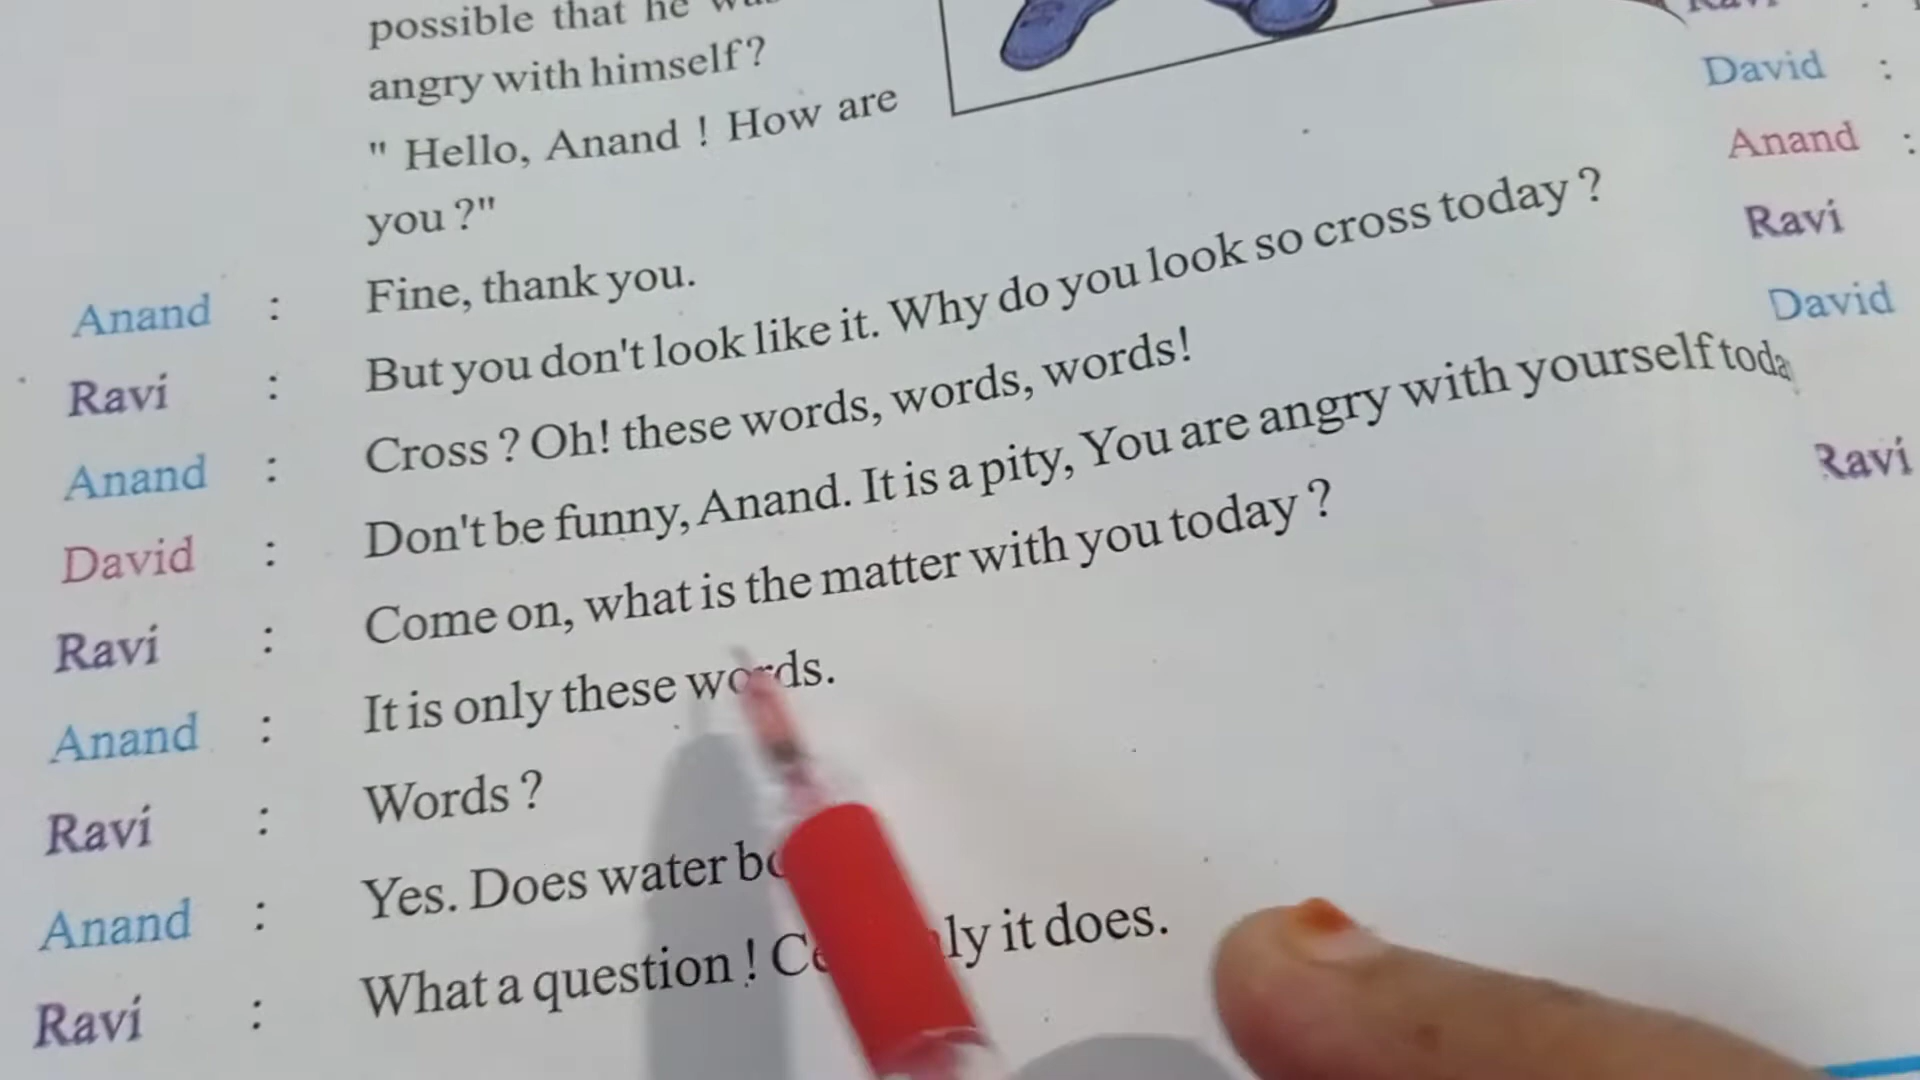 possible that he
angry with himself?
" Hello, Anand ! How are
you ?"
Anand : Fine, thank you.
Ravi : But you don't look like it. Why do you look so cross today ?
Anand : Cross ? Oh! these words, words, words!
David : Don't be funny, Anand. It is a pity, You are angry with yourself
Ravi : Come on, what is the matter with you today ?
Anand : It is only these words.
Ravi : Words ?
Anand : Yes. Does water
Ravi : What a question ! it does.
David :
Anand :
Ravi
David
Ravi